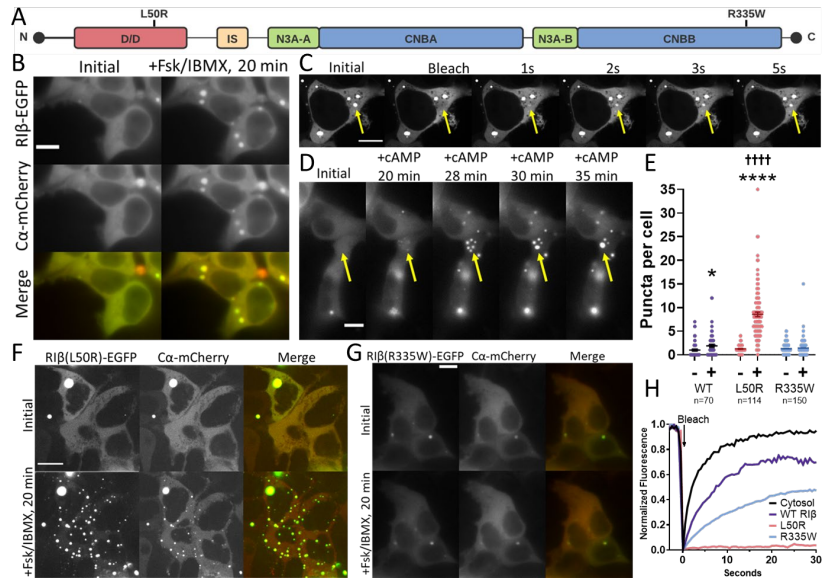 A
L50R
R335W
N
D/D
IS
N3A-A
CNBA
N3A-B
CNBB
C
B
Initial
+Fsk/IBMX, 20 min
RIβ-EGFP
Cα-mCherry
Merge
C
Initial
Bleach
1s
2s
3s
5s
D
Initial
+cAMP
20 min
+cAMP
28 min
+cAMP
30 min
+cAMP
35 min
E
††††
****
*
Puncta per cell
35
30
25
20
15
10
5
0
- + - + - +
WT L50R R335W
n=70 n=114 n=150
F
RIβ(L50R)-EGFP
Cα-mCherry
Merge
Initial
+Fsk/IBMX, 20 min
G
RIβ(R335W)-EGFP
Cα-mCherry
Merge
Initial
+Fsk/IBMX, 20 min
H
Bleach
Normalized Fluorescence
1.0
0.8
0.6
0.4
0.2
0.0
Cytosol
WT RIβ
L50R
R335W
0 10 20 30
Seconds